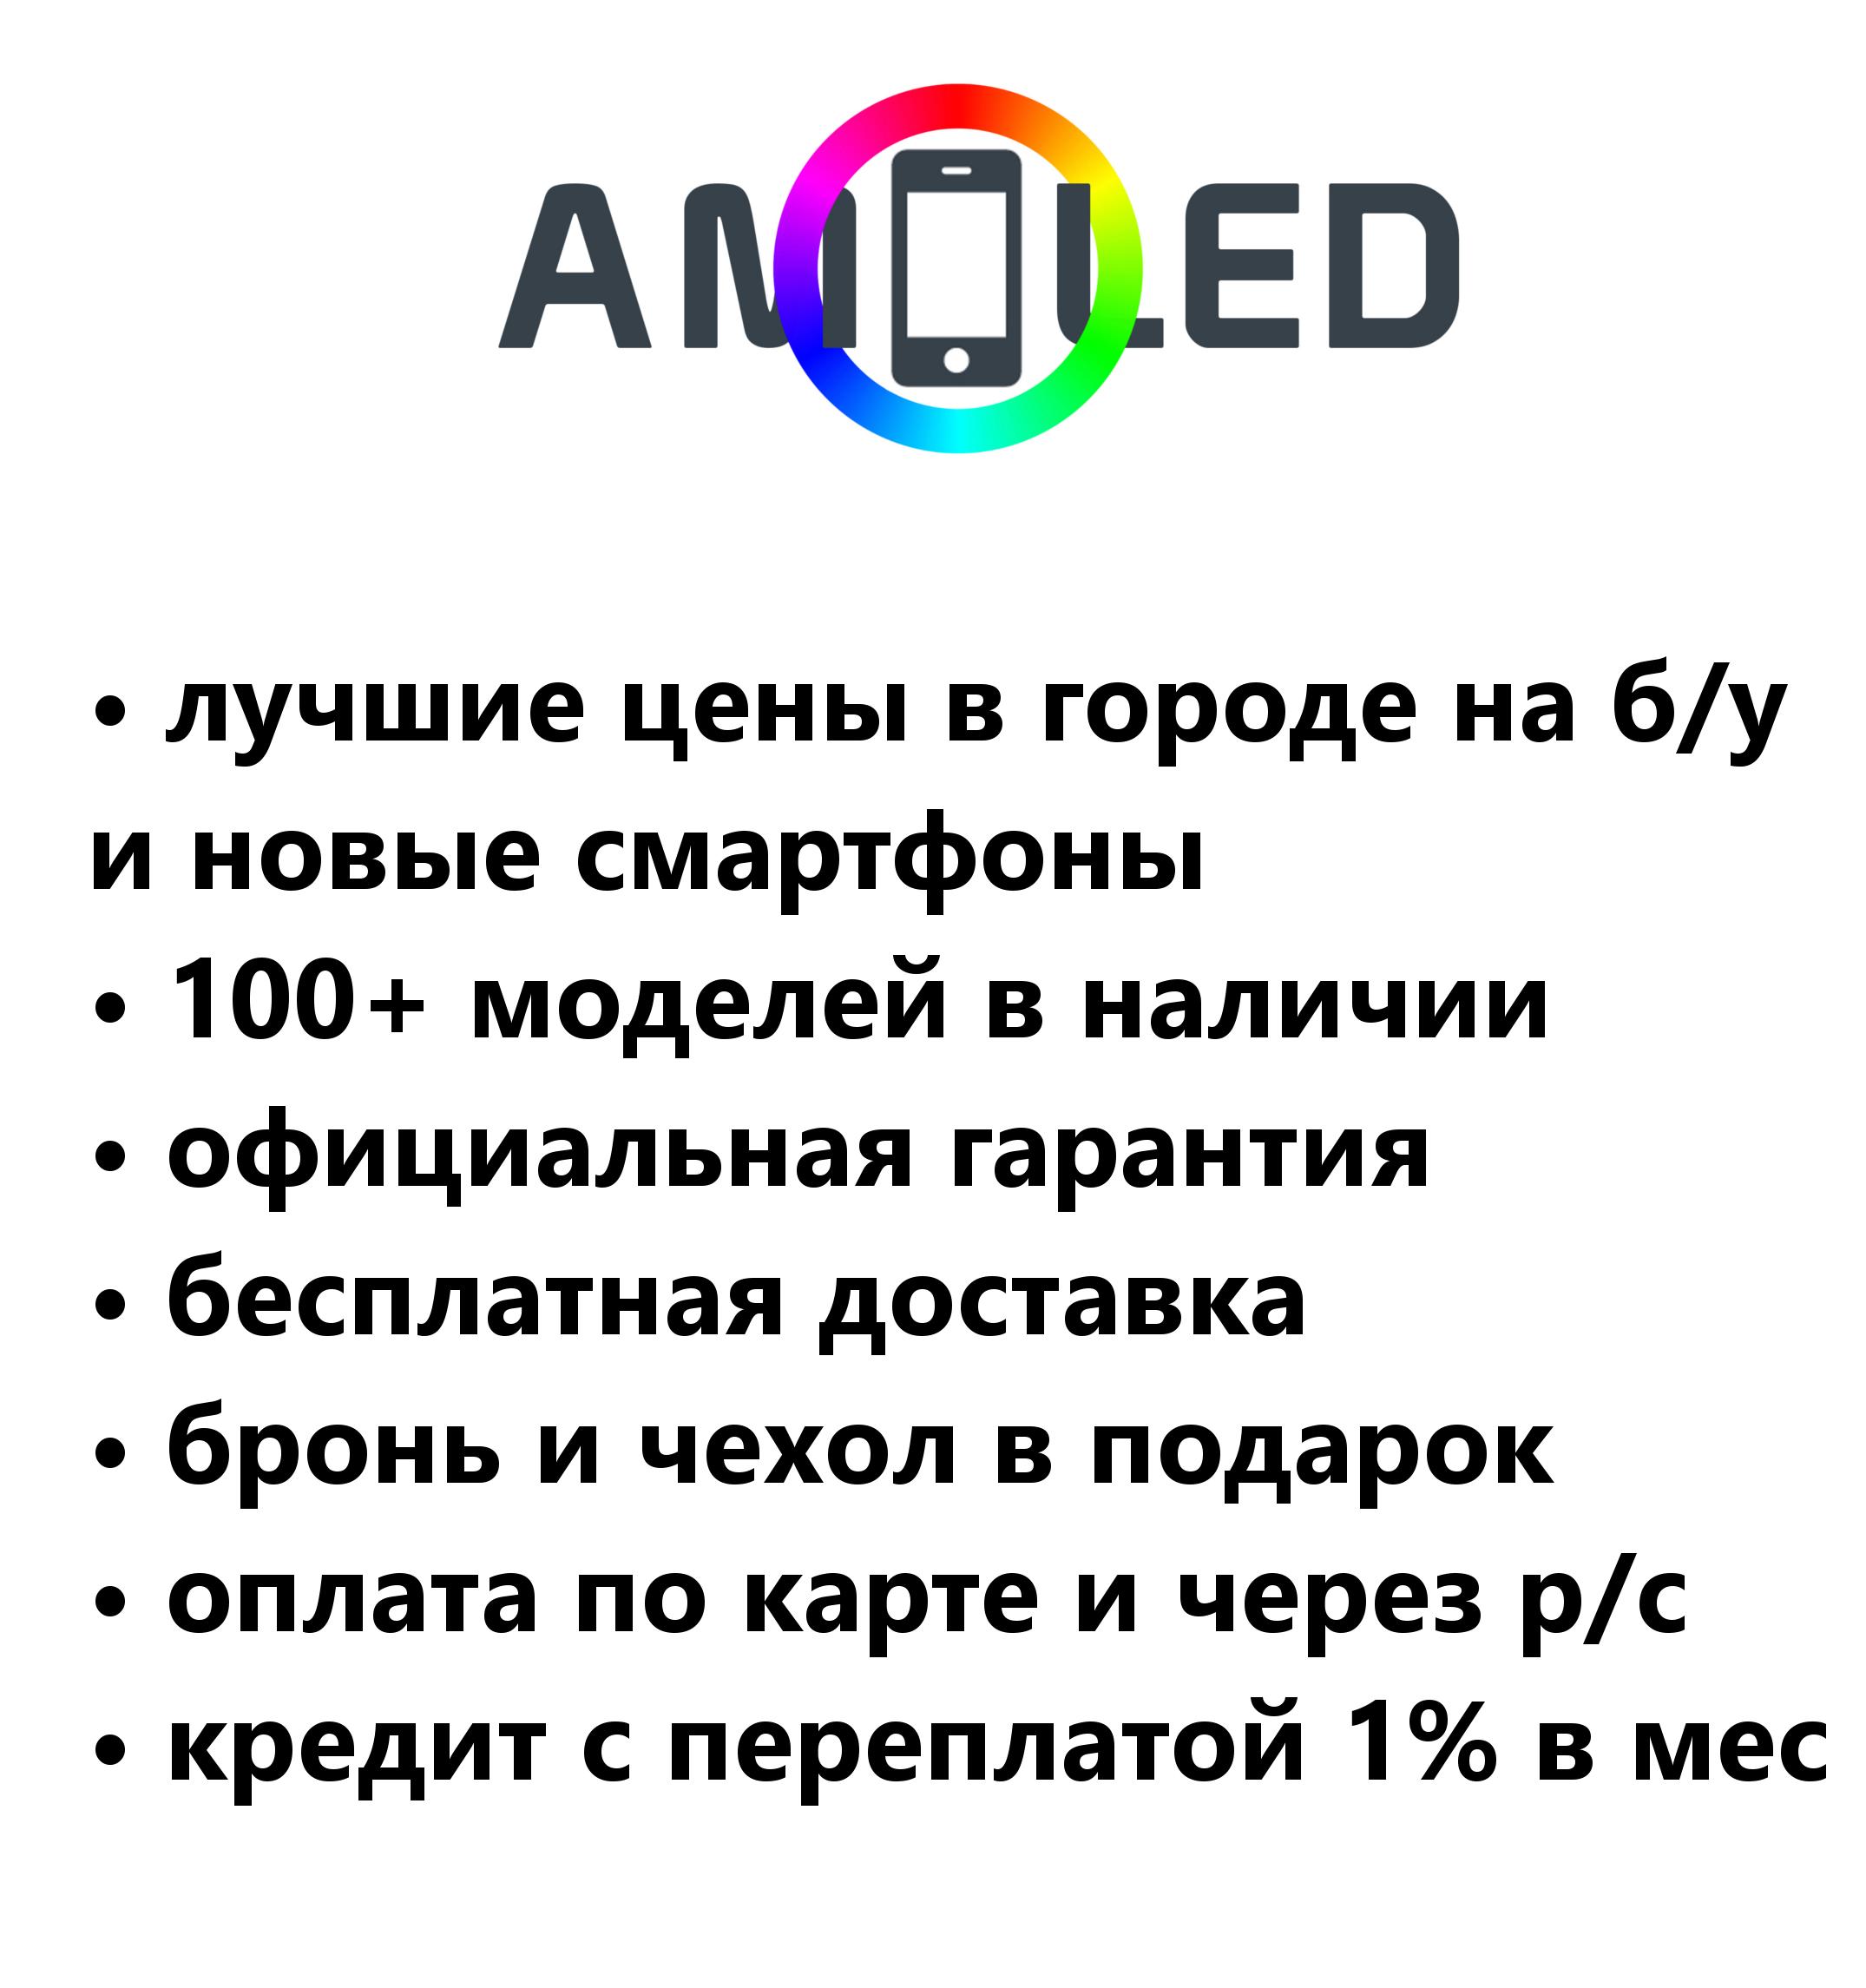 AMOLED
• лучшие цены в городе на б/у
и новые смартфоны
• 100+ моделей в наличии
• официальная гарантия
• бесплатная доставка
• бронь и чехол в подарок
• оплата по карте и через р/с
• кредит с переплатой 1% в мес